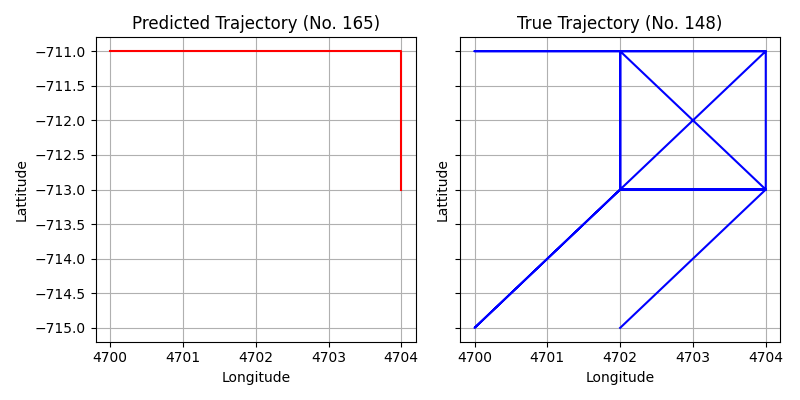 Predicted Trajectory (No. 165)
True Trajectory (No. 148)
Lattitude
−711.0
−711.5
−712.0
−712.5
−713.0
−713.5
−714.0
−714.5
−715.0
4700 4701 4702 4703 4704
Longitude
Lattitude
4700 4701 4702 4703 4704
Longitude